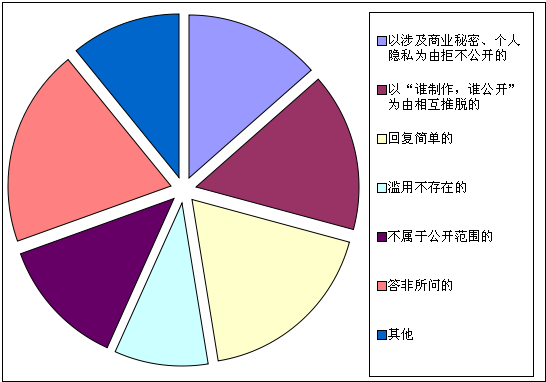 以涉及商业秘密、个人
隐私为由拒不公开的
以“谁制作，谁公开”
为由相互推脱的
回复简单的
滥用不存在的
不属于公开范围的
答非所问的
其他